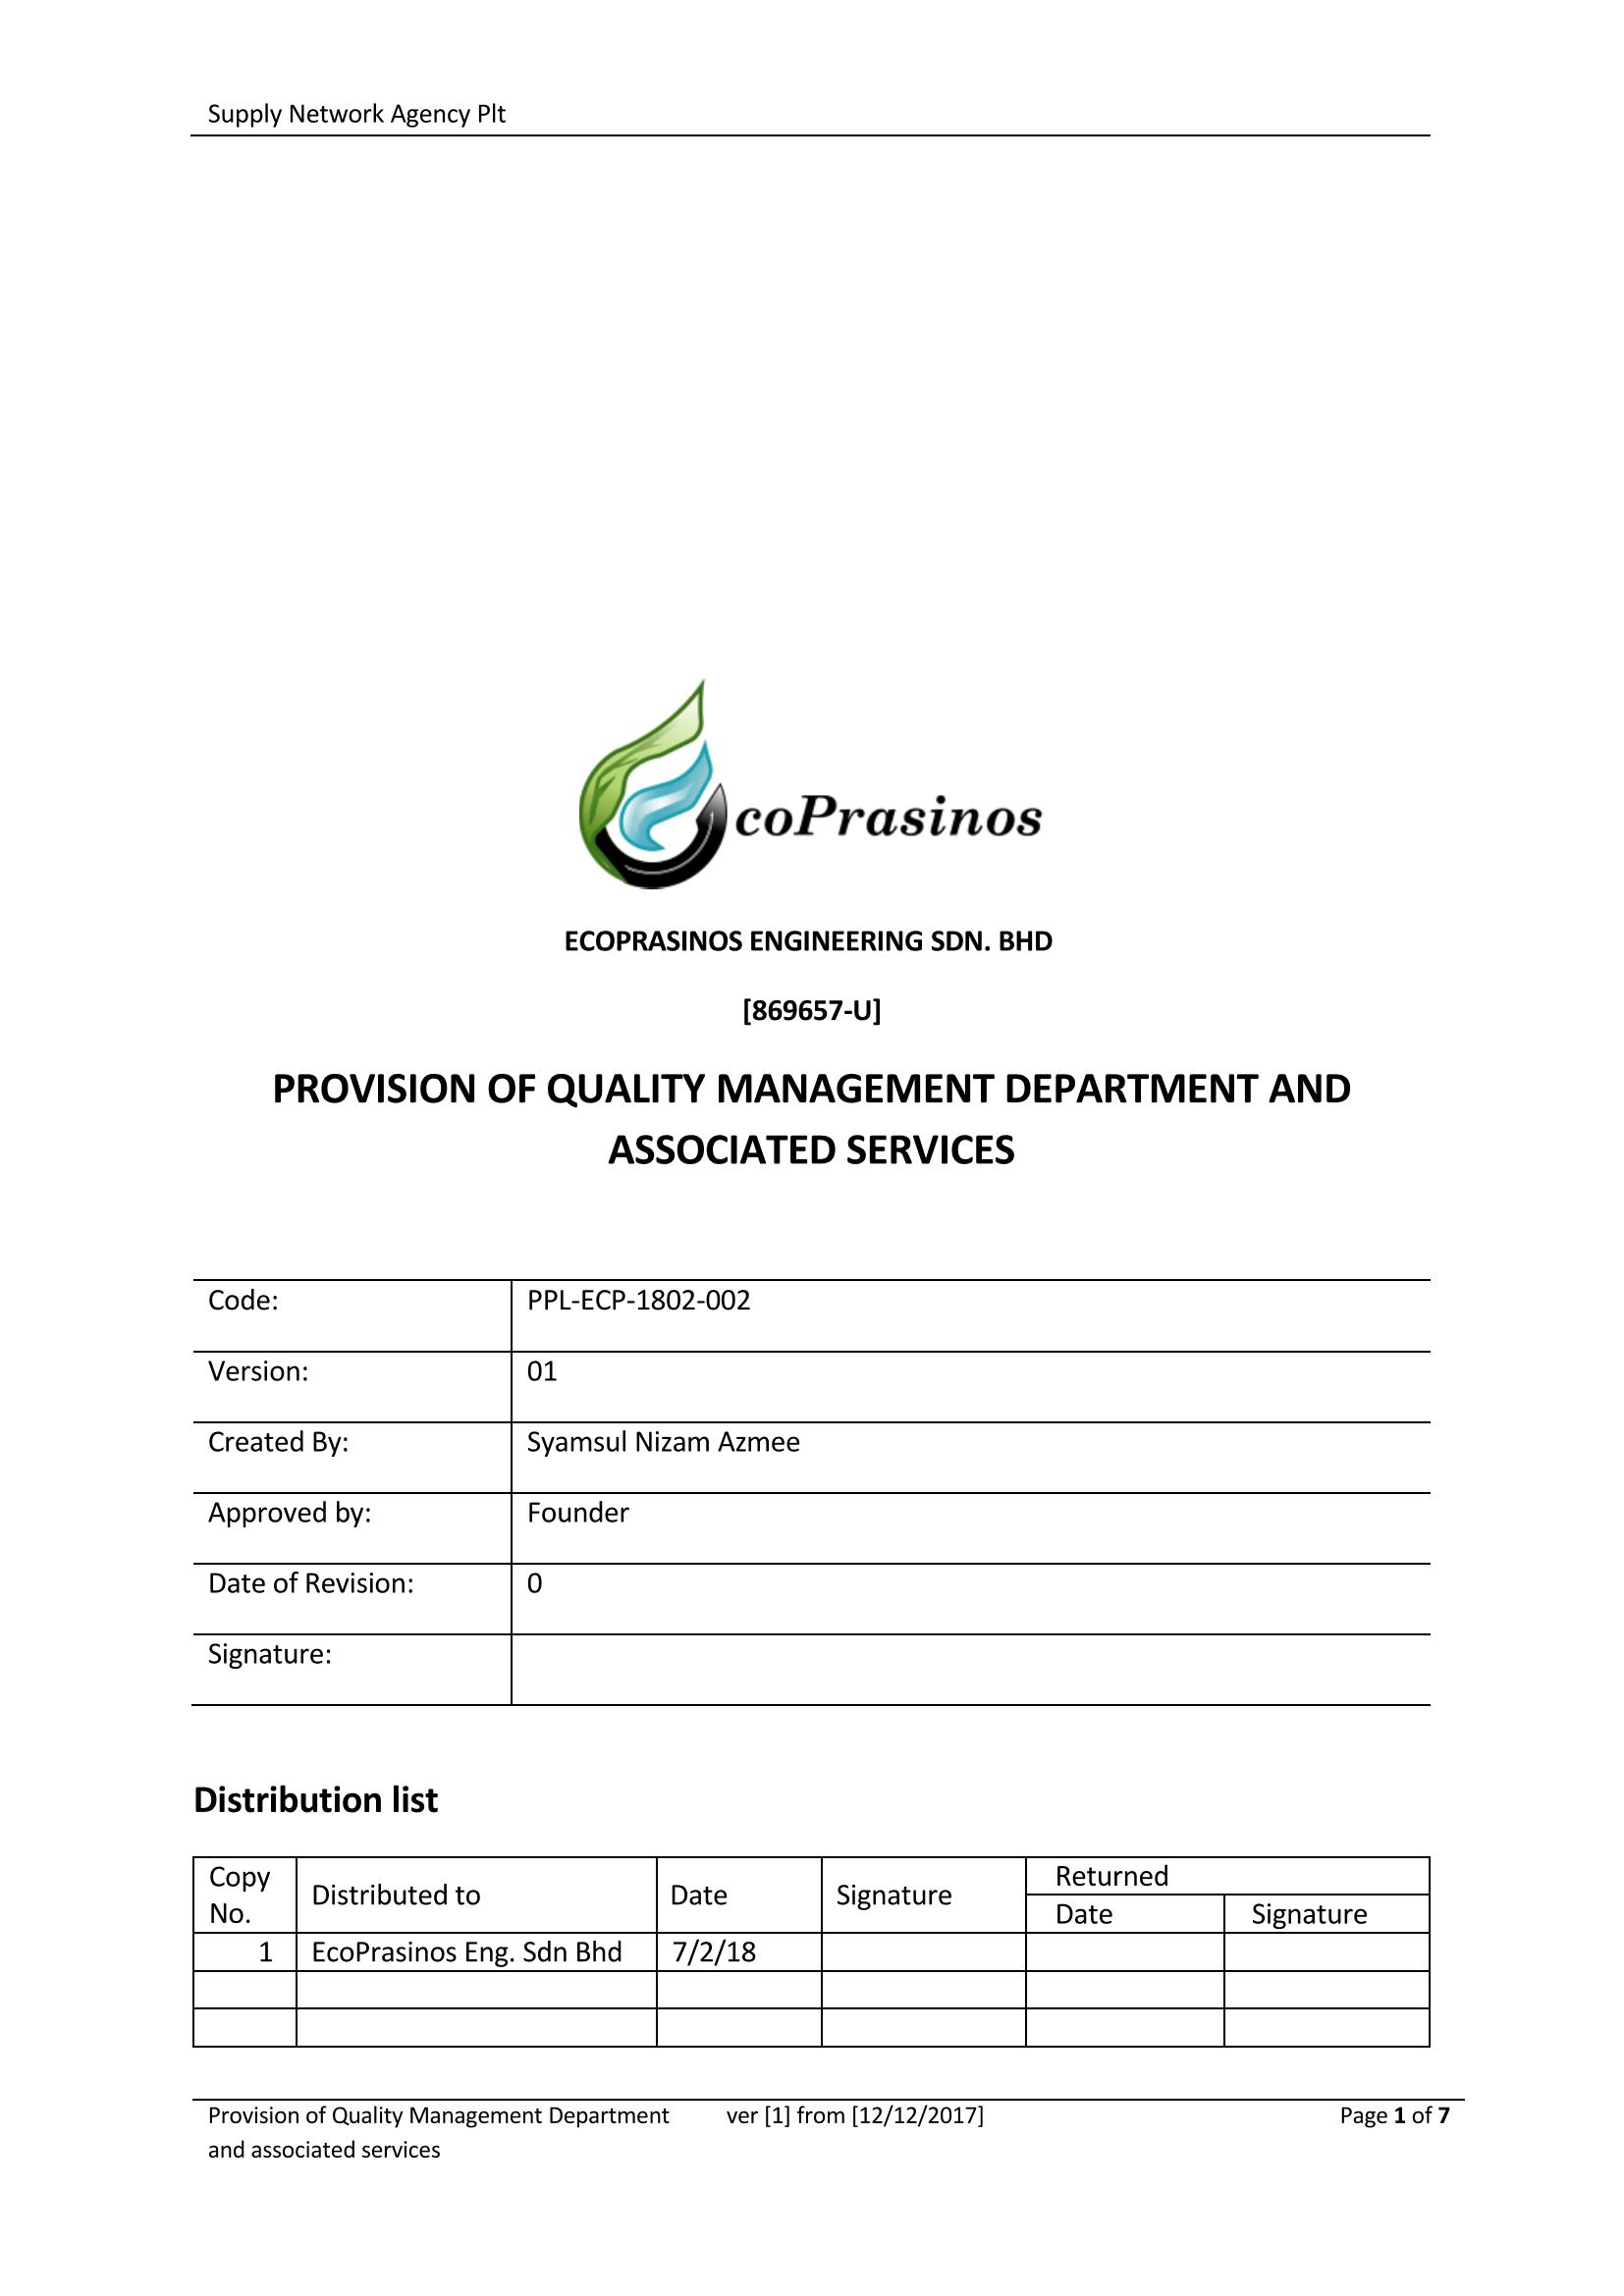 Supply Network Agency Plt
coPrasinos
ECOPRASINOS ENGINEERING SDN. BHD
[869657-U]
PROVISION OF QUALITY MANAGEMENT DEPARTMENT AND
ASSOCIATED SERVICES
Code: PPL-ECP-1802-002
Version: 01
Created By: Syamsul Nizam Azmee
Approved by: Founder
Date of Revision: 0
Signature:
Distribution list
Copy No. Distributed to Date Signature Returned
Date Signature
1 EcoPrasinos Eng. Sdn Bhd 7/2/18
Provision of Quality Management Department ver [1] from [12/12/2017] Page 1 of 7
and associated services